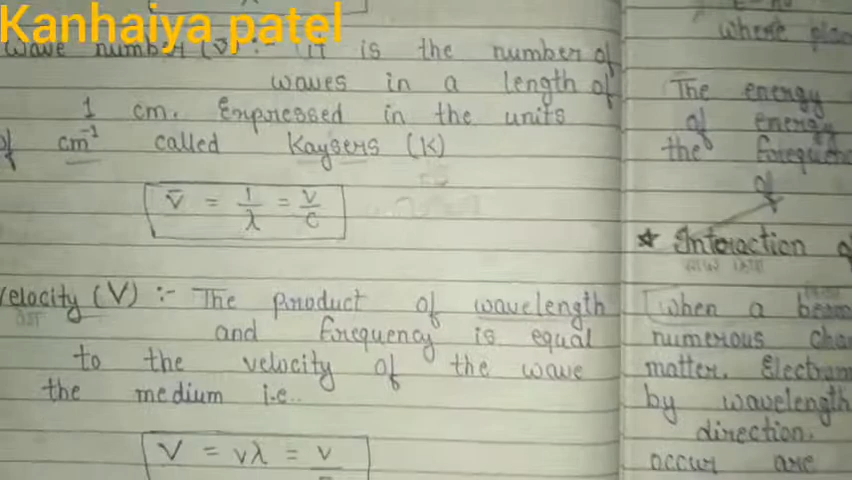 Kanhaiya patel
Wave number (v̄) :- It is the number of
waves in a length of
1 cm. Expressed in the units
of cm⁻¹ called Kaysers (K)
v̄ = 1/λ = v/c
Velocity (V) :- The product of wavelength
and frequency is equal
to the velocity of the wave
the medium i.e..
V = vλ = v
where
The energy
of energy
the
of
★ Interaction
When a beam
numerous
matter.
by wavelength
direction.
occur are